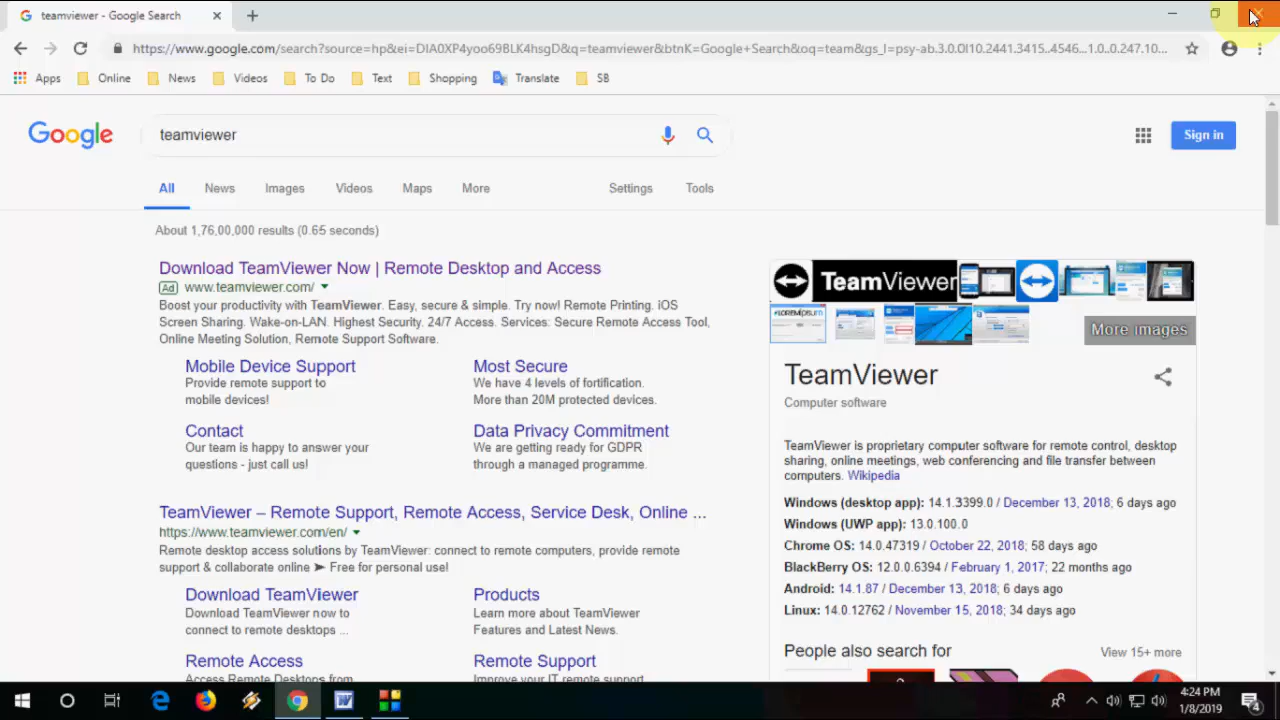 teamviewer - Google Search
https://www.google.com/search?source=hp&ei=DIA0XP4yoo69BLK4hsgD&q=teamviewer&btnK=Google+Search&oq=team&gs_l=psy-ab.3.0.0l10.2441.3415..4546...1.0..0.247.10...
Apps Online News Videos To Do Text Shopping Translate SB
Google teamviewer Sign in
All News Images Videos Maps More Settings Tools
About 1,76,00,000 results (0.65 seconds)
Download TeamViewer Now | Remote Desktop and Access
Ad www.teamviewer.com/
Boost your productivity with TeamViewer. Easy, secure & simple. Try now! Remote Printing. iOS
Screen Sharing. Wake-on-LAN. Highest Security. 24/7 Access. Services: Secure Remote Access Tool,
Online Meeting Solution, Remote Support Software.
Mobile Device Support
Provide remote support to
mobile devices!
Most Secure
We have 4 levels of fortification.
More than 20M protected devices.
Contact
Our team is happy to answer your
questions - just call us!
Data Privacy Commitment
We are getting ready for GDPR
through a managed programme.
TeamViewer – Remote Support, Remote Access, Service Desk, Online ...
https://www.teamviewer.com/en/
Remote desktop access solutions by TeamViewer: connect to remote computers, provide remote
support & collaborate online ➤ Free for personal use!
Download TeamViewer
Download TeamViewer now to
connect to remote desktops ...
Products
Learn more about TeamViewer
Features and Latest News.
Remote Access
Access Remote Desktops from
Remote Support
Improve your IT remote support
TeamViewer
More images
TeamViewer
Computer software
TeamViewer is proprietary computer software for remote control, desktop
sharing, online meetings, web conferencing and file transfer between
computers. Wikipedia
Windows (desktop app): 14.1.3399.0 / December 13, 2018; 6 days ago
Windows (UWP app): 13.0.100.0
Chrome OS: 14.0.47319 / October 22, 2018; 58 days ago
BlackBerry OS: 12.0.0.6394 / February 1, 2017; 22 months ago
Android: 14.1.87 / December 13, 2018; 6 days ago
Linux: 14.0.12762 / November 15, 2018; 34 days ago
People also search for View 15+ more
4:24 PM
1/8/2019
4